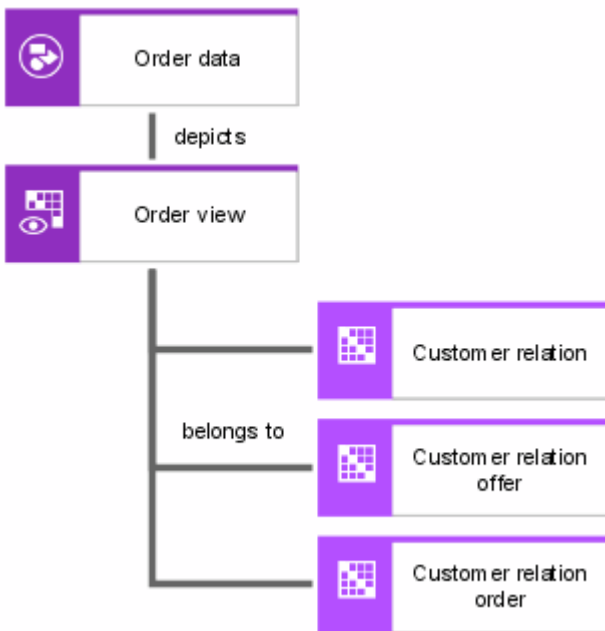 Order data
depicts
Order view
Customer relation
belongs to
Customer relation
offer
Customer relation
order